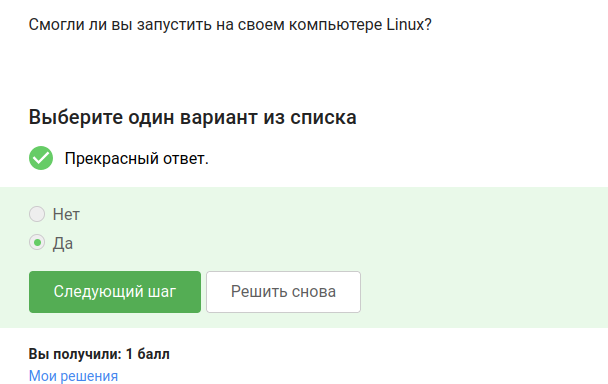 Смогли ли вы запустить на своем компьютере Linux?
Выберите один вариант из списка
Прекрасный ответ.
Нет
Да
Следующий шаг
Решить снова
Вы получили: 1 балл
Мои решения